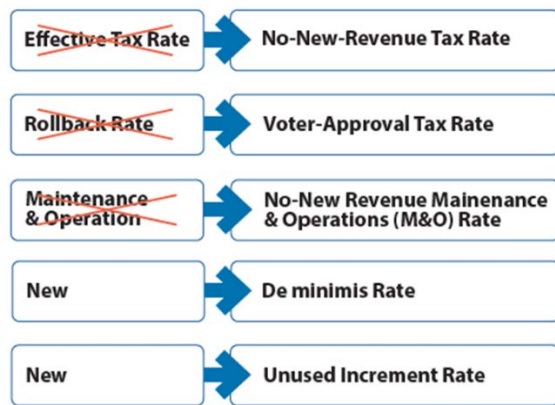 Effective Tax Rate
No-New-Revenue Tax Rate
Rollback Rate
Voter-Approval Tax Rate
Maintenance
& Operation
No-New Revenue Mainenance
& Operations (M&O) Rate
New
De minimis Rate
New
Unused Increment Rate